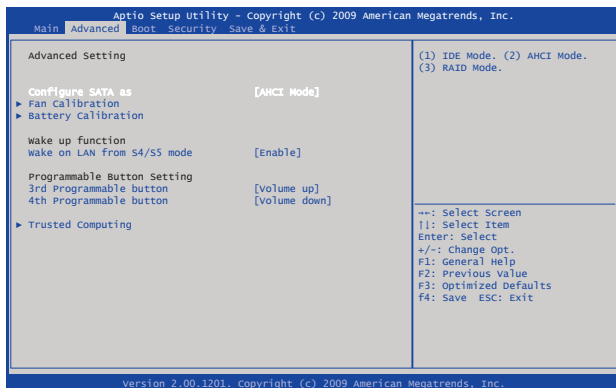 Aptio Setup Utility - Copyright (c) 2009 American Megatrends, Inc.
Main Advanced Boot Security Save & Exit
Advanced Setting
Configure SATA as [AHCI Mode]
► Fan Calibration
► Battery Calibration
Wake up function
Wake on LAN from S4/S5 mode [Enable]
Programmable Button Setting
3rd Programmable button [Volume up]
4th Programmable button [Volume down]
► Trusted Computing
(1) IDE Mode. (2) AHCI Mode.
(3) RAID Mode.
→←: Select Screen
↑↓: Select Item
Enter: Select
+/-: Change Opt.
F1: General Help
F2: Previous Value
F3: Optimized Defaults
f4: Save ESC: Exit
Version 2.00.1201. Copyright (c) 2009 American Megatrends, Inc.